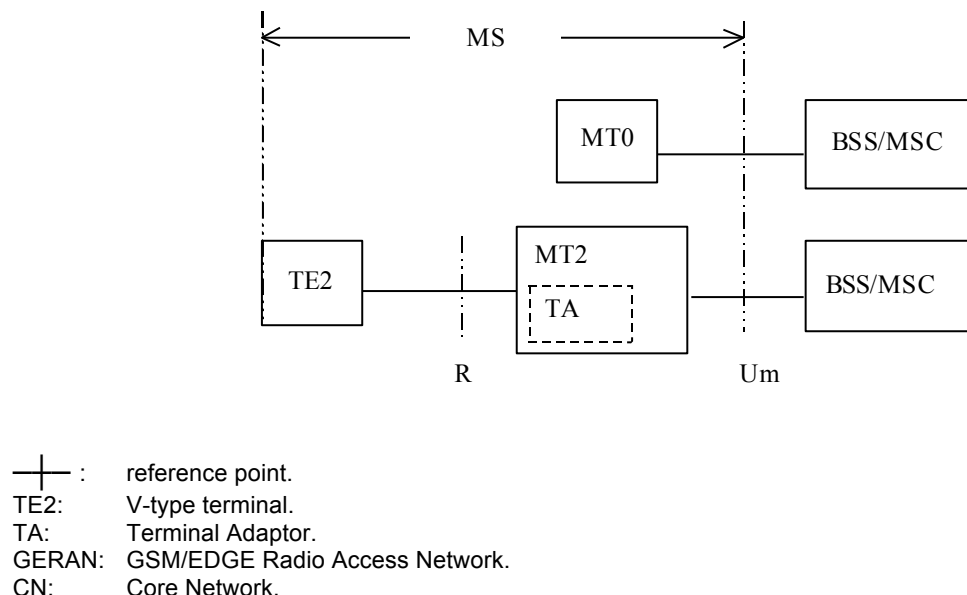 MS
MT0 BSS/MSC
TE2 MT2 TA BSS/MSC
R Um
: reference point.
TE2: V-type terminal.
TA: Terminal Adaptor.
GERAN: GSM/EDGE Radio Access Network.
CN: Core Network.